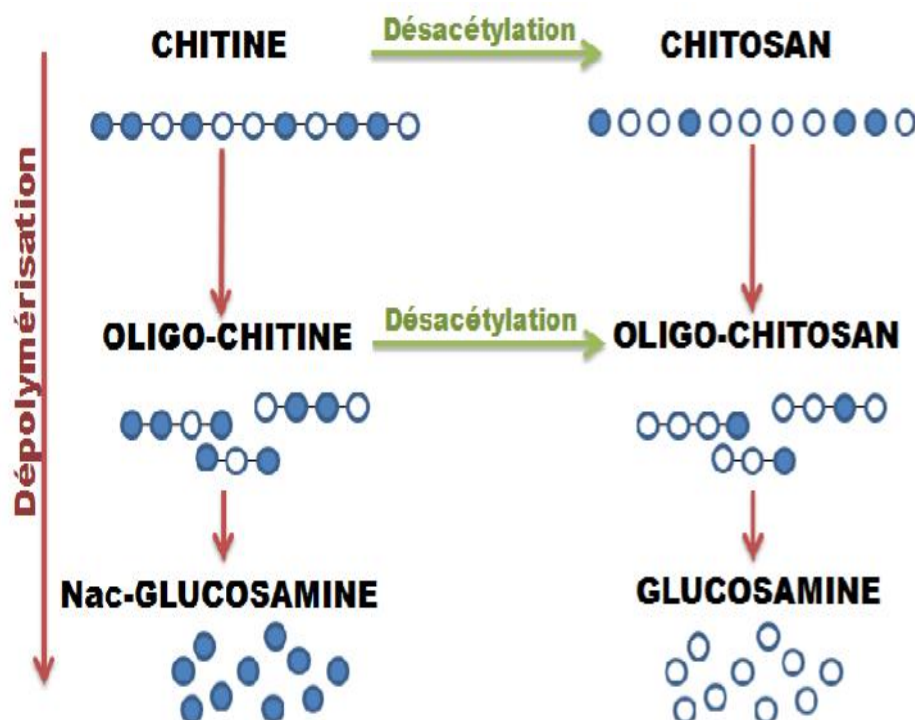 CHITINE
Désacétylation
CHITOSAN
Dépolymérisation
OLIGO-CHITINE
Désacétylation
OLIGO-CHITOSAN
Nac-GLUCOSAMINE
GLUCOSAMINE